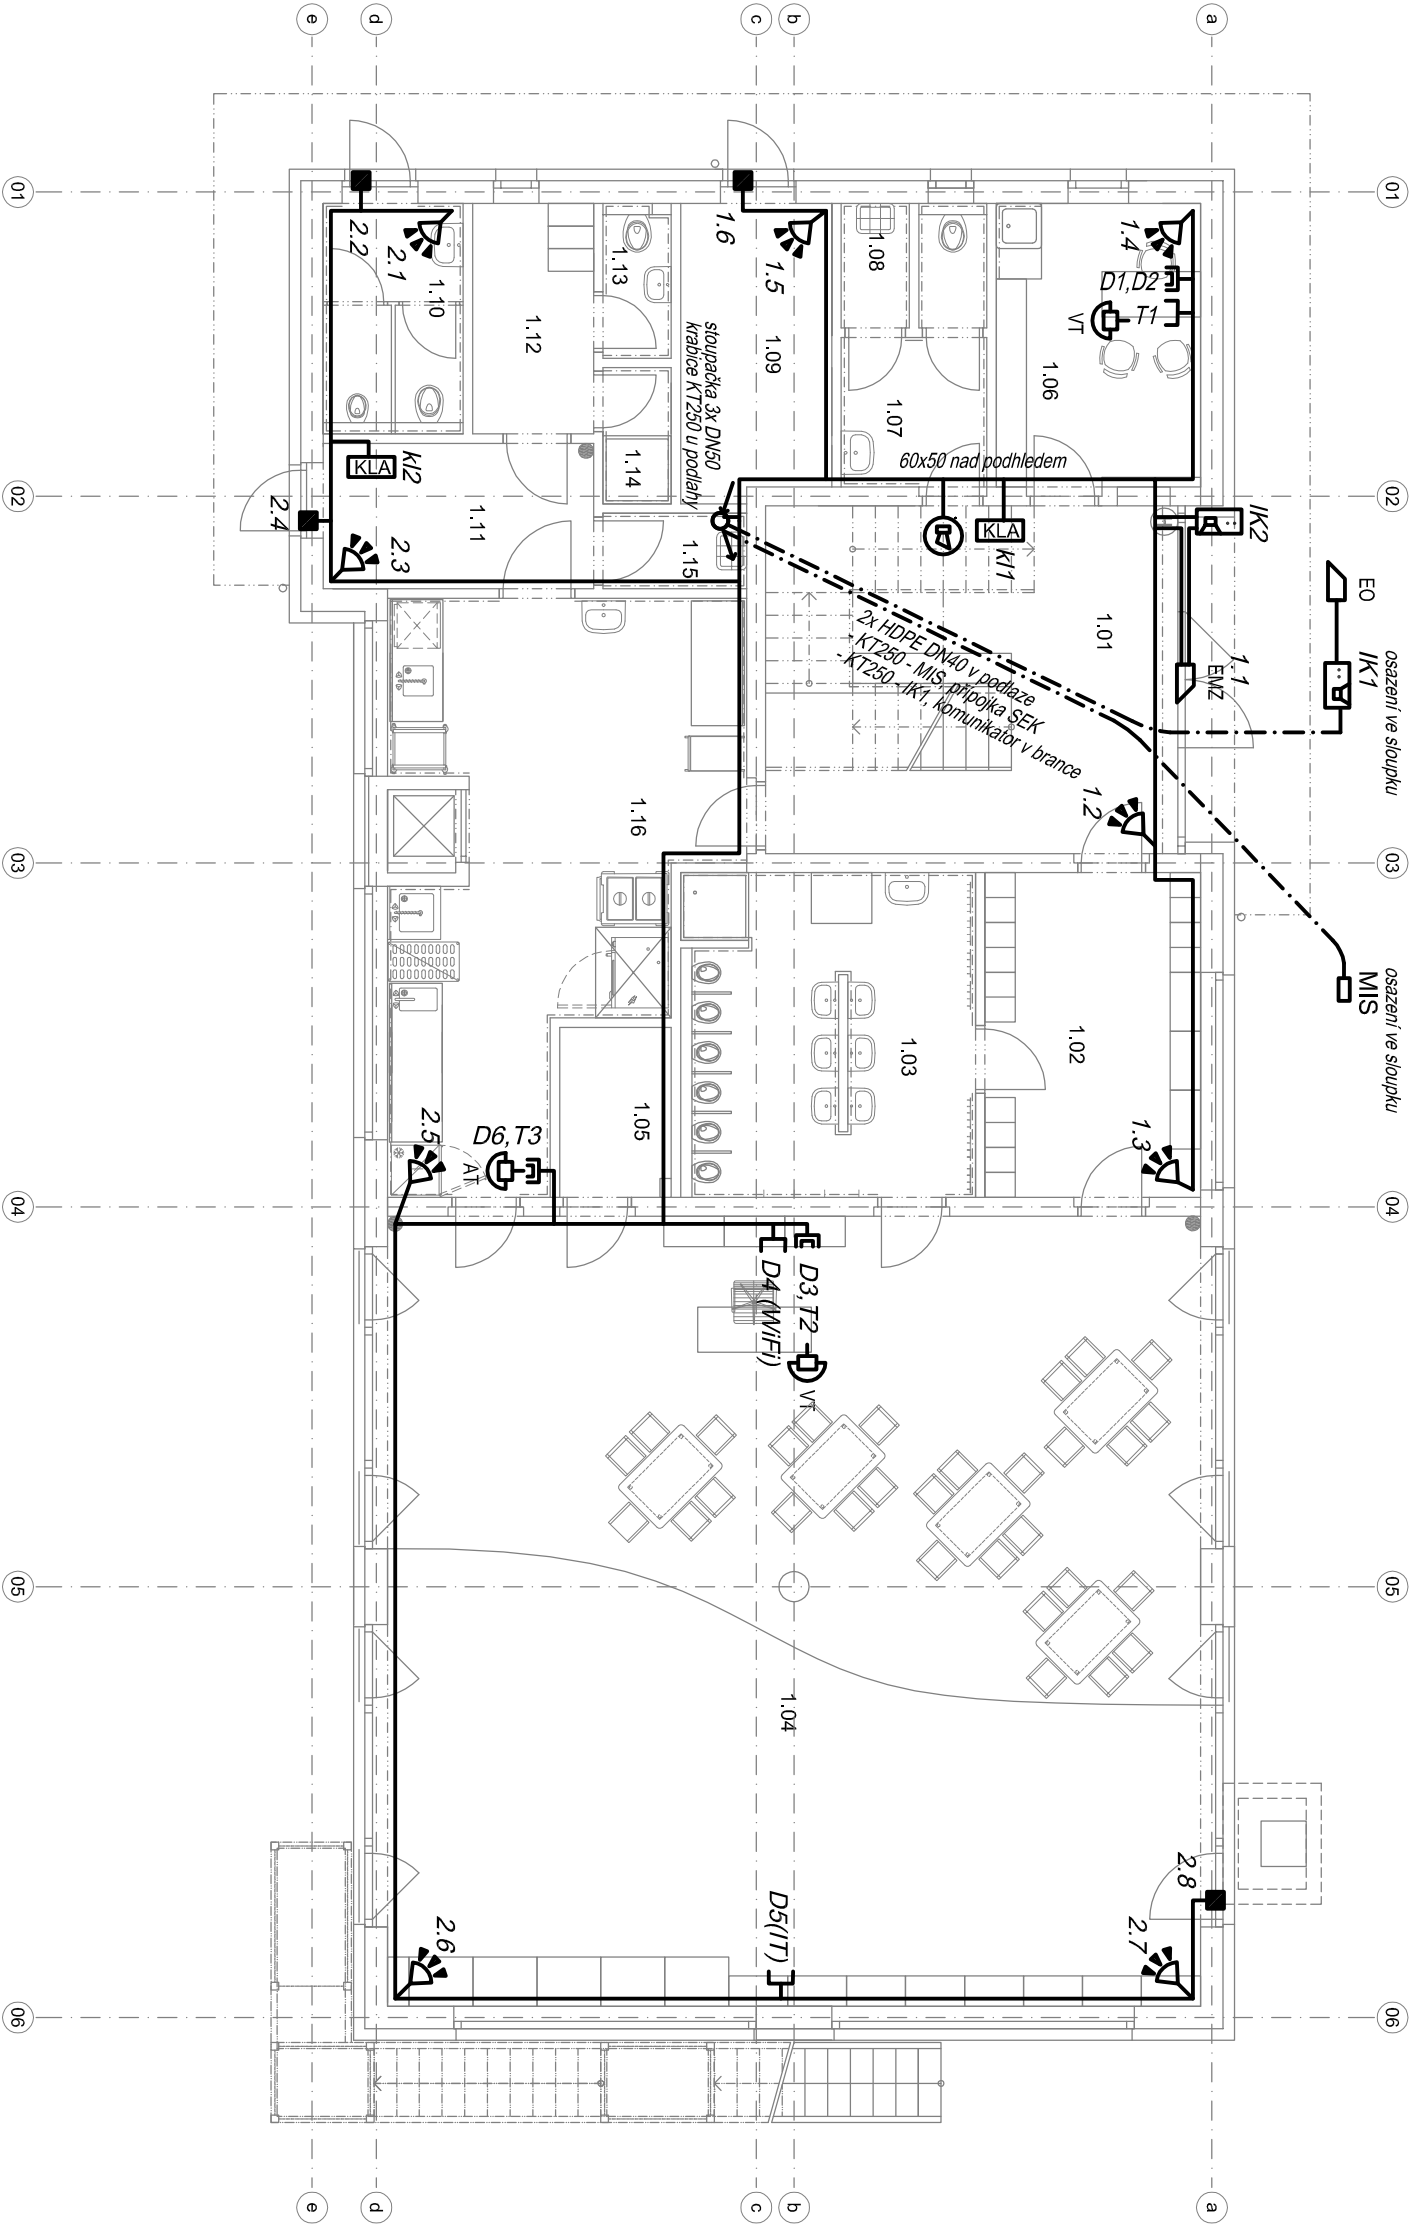 e
d
c
b
a
01
01
2.2
2.1
1.10
1.12
1.13
1.6
1.5
1.09
1.08
1.07
1.4
D1,D2
T1
VT
1.06
60x50 nad podhledem
stoupačka 3x DN50
krabice KT250 u podlahy
KLA
kl2
1.14
02
02
2.4
2.3
1.11
1.15
KLA
kl1
IK2
EO
IK1
osazení ve sloupku
1.01
1.1
EMZ
2x HDPE DN40 v podlaze
- KT250 - MIS, přípojka SEK
- KT250 - IK1, komunikátor v brance
1.16
1.2
03
03
MIS
osazení ve sloupku
1.03
1.02
1.05
2.5
D6,T3
AT
1.3
04
04
D4 (WiFi)
D3,T2
VT
05
05
1.04
2.8
2.6
D5(IT)
2.7
06
06
e
d
c
b
a